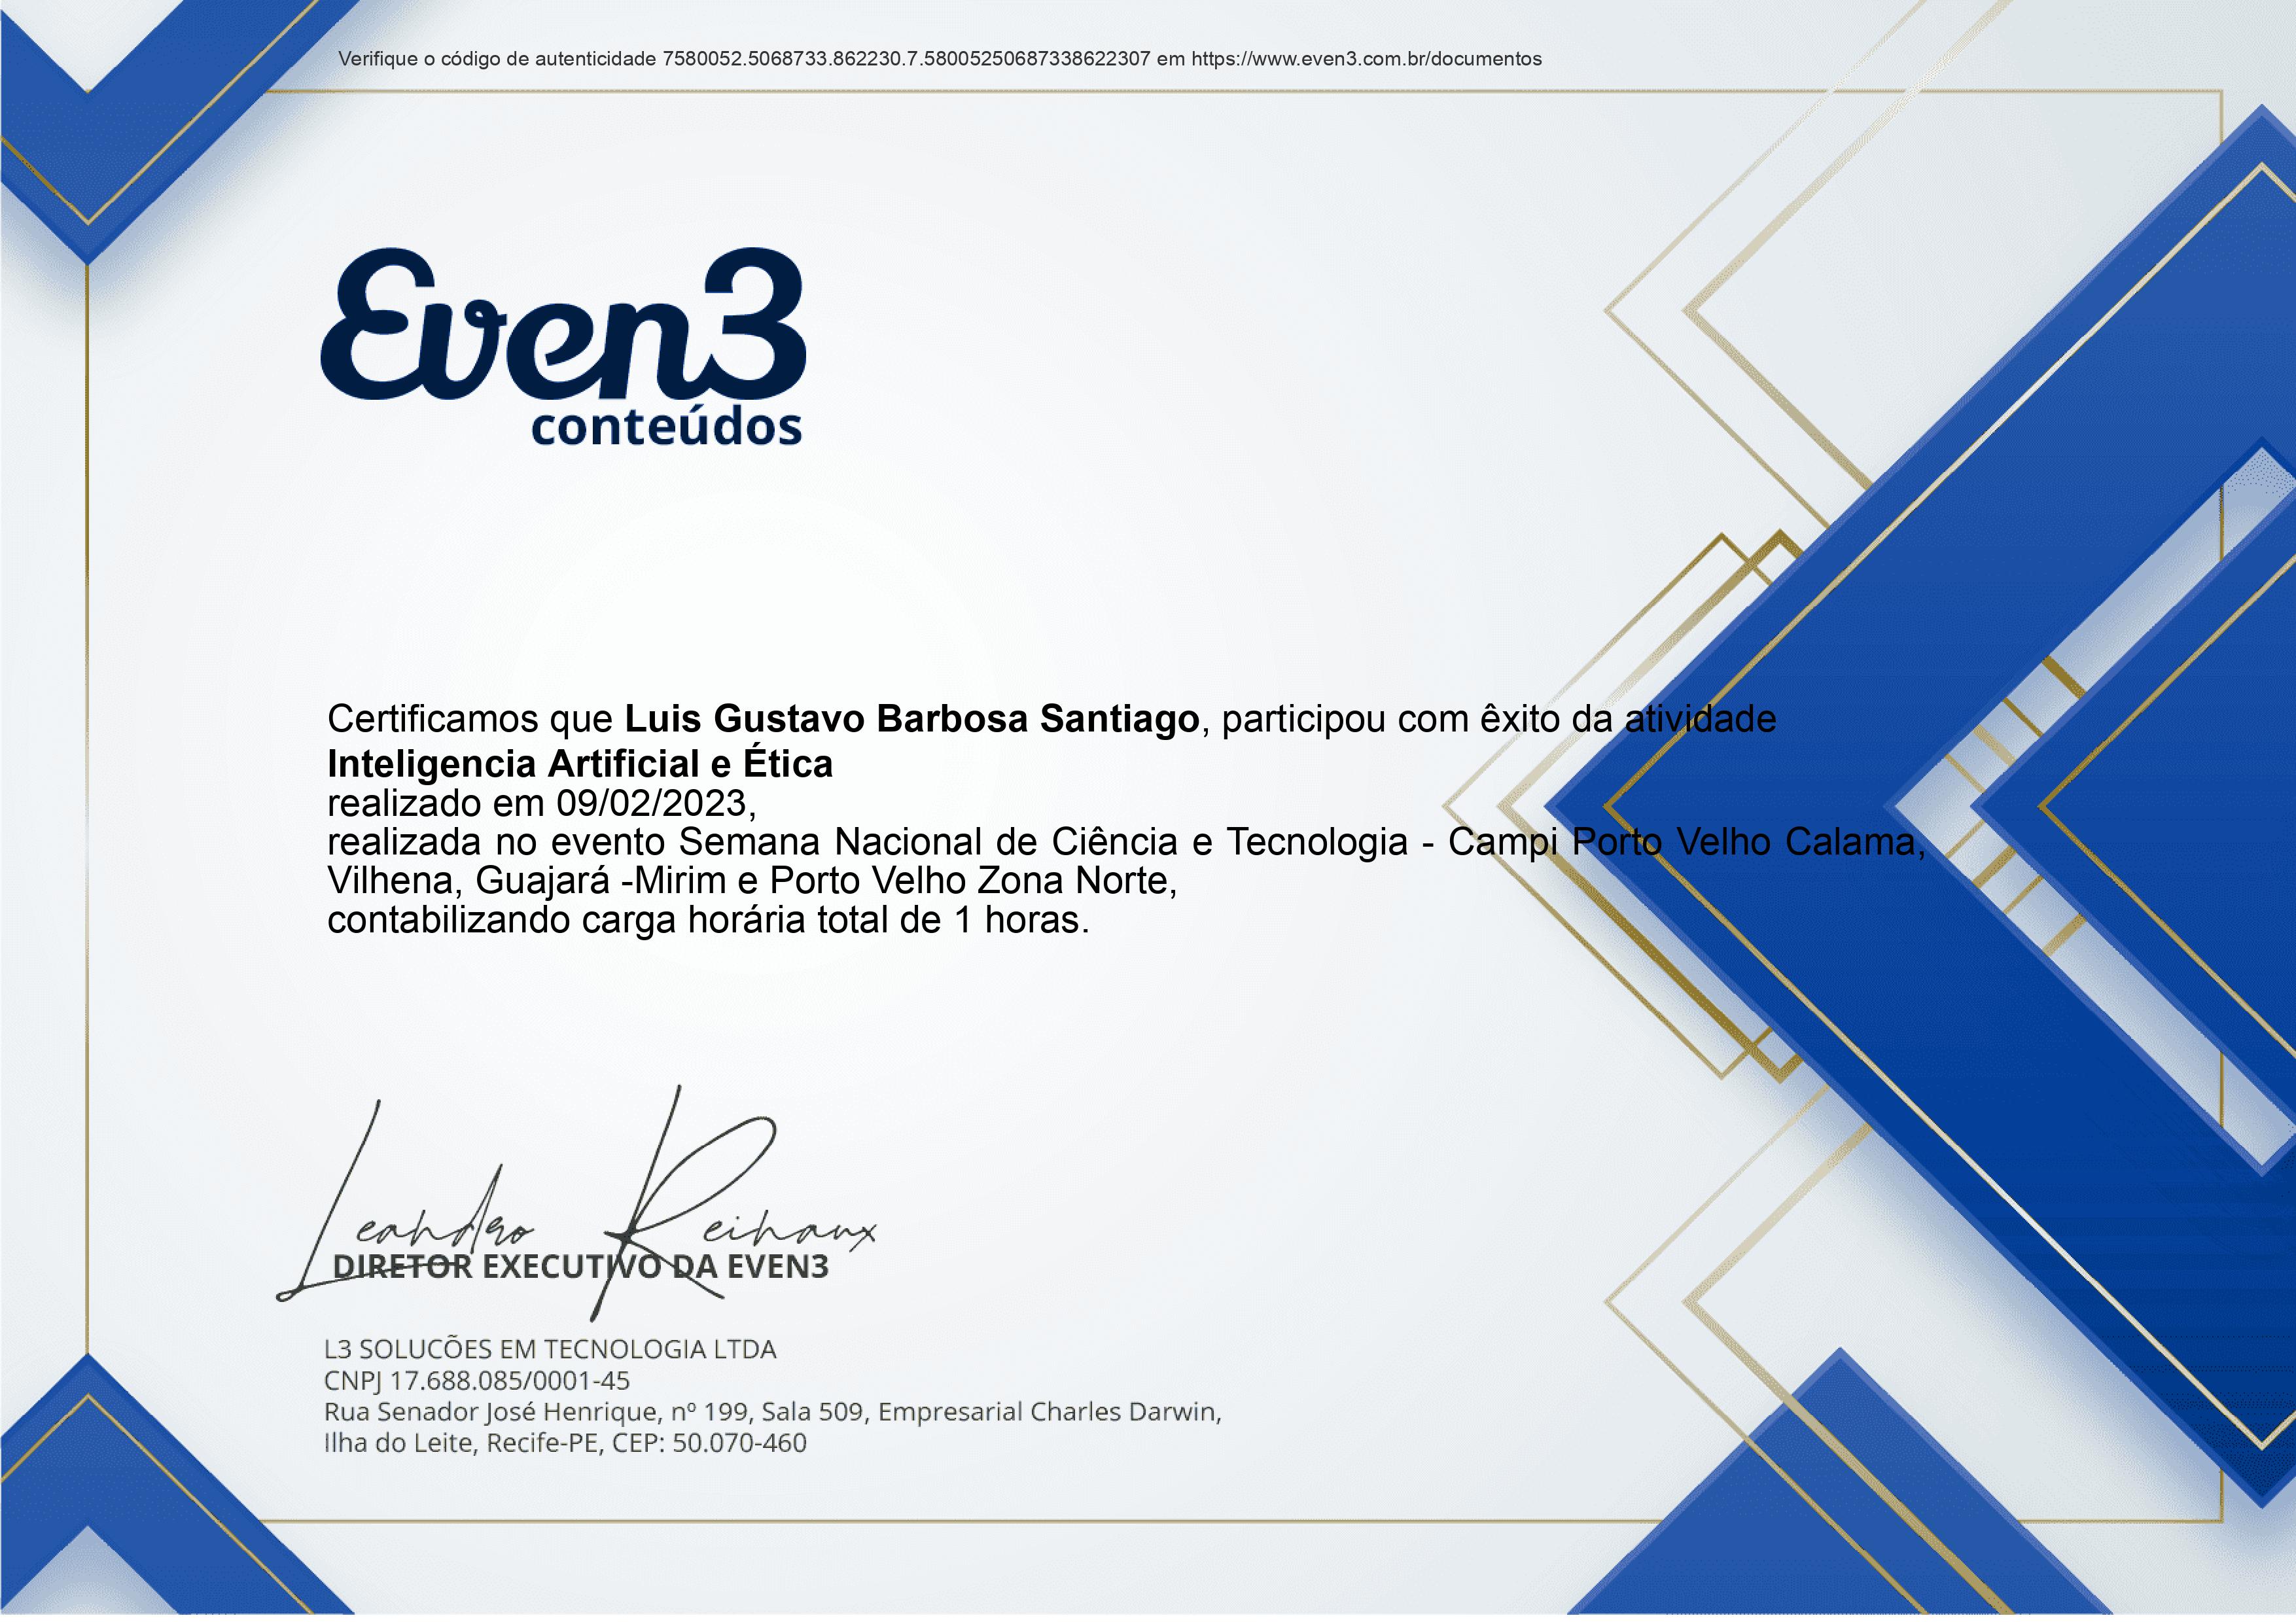 Verifique o código de autenticidade 7580052.5068733.862230.7.58005250687338622307 em https://www.even3.com.br/documentos
Even3
conteúdos
Certificamos que Luis Gustavo Barbosa Santiago, participou com êxito da atividade
Inteligencia Artificial e Ética
realizado em 09/02/2023,
realizada no evento Semana Nacional de Ciência e Tecnologia - Campi Porto Velho Calama,
Vilhena, Guajará -Mirim e Porto Velho Zona Norte,
contabilizando carga horária total de 1 horas.
Leandro Reinaux
DIRETOR EXECUTIVO DA EVEN3
L3 SOLUCÕES EM TECNOLOGIA LTDA
CNPJ 17.688.085/0001-45
Rua Senador José Henrique, nº 199, Sala 509, Empresarial Charles Darwin,
Ilha do Leite, Recife-PE, CEP: 50.070-460